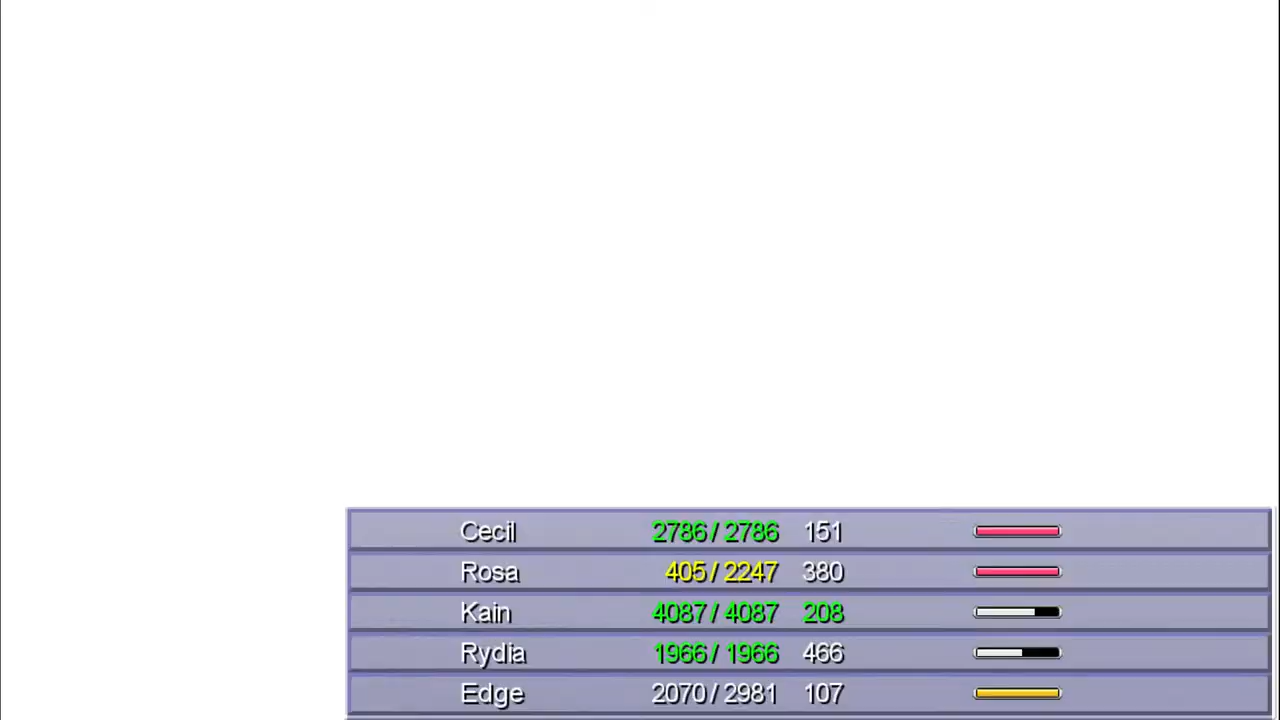 Cecil 2786 / 2786 151
Rosa 405 / 2247 380
Kain 4087 / 4087 208
Rydia 1966 / 1966 466
Edge 2070 / 2981 107